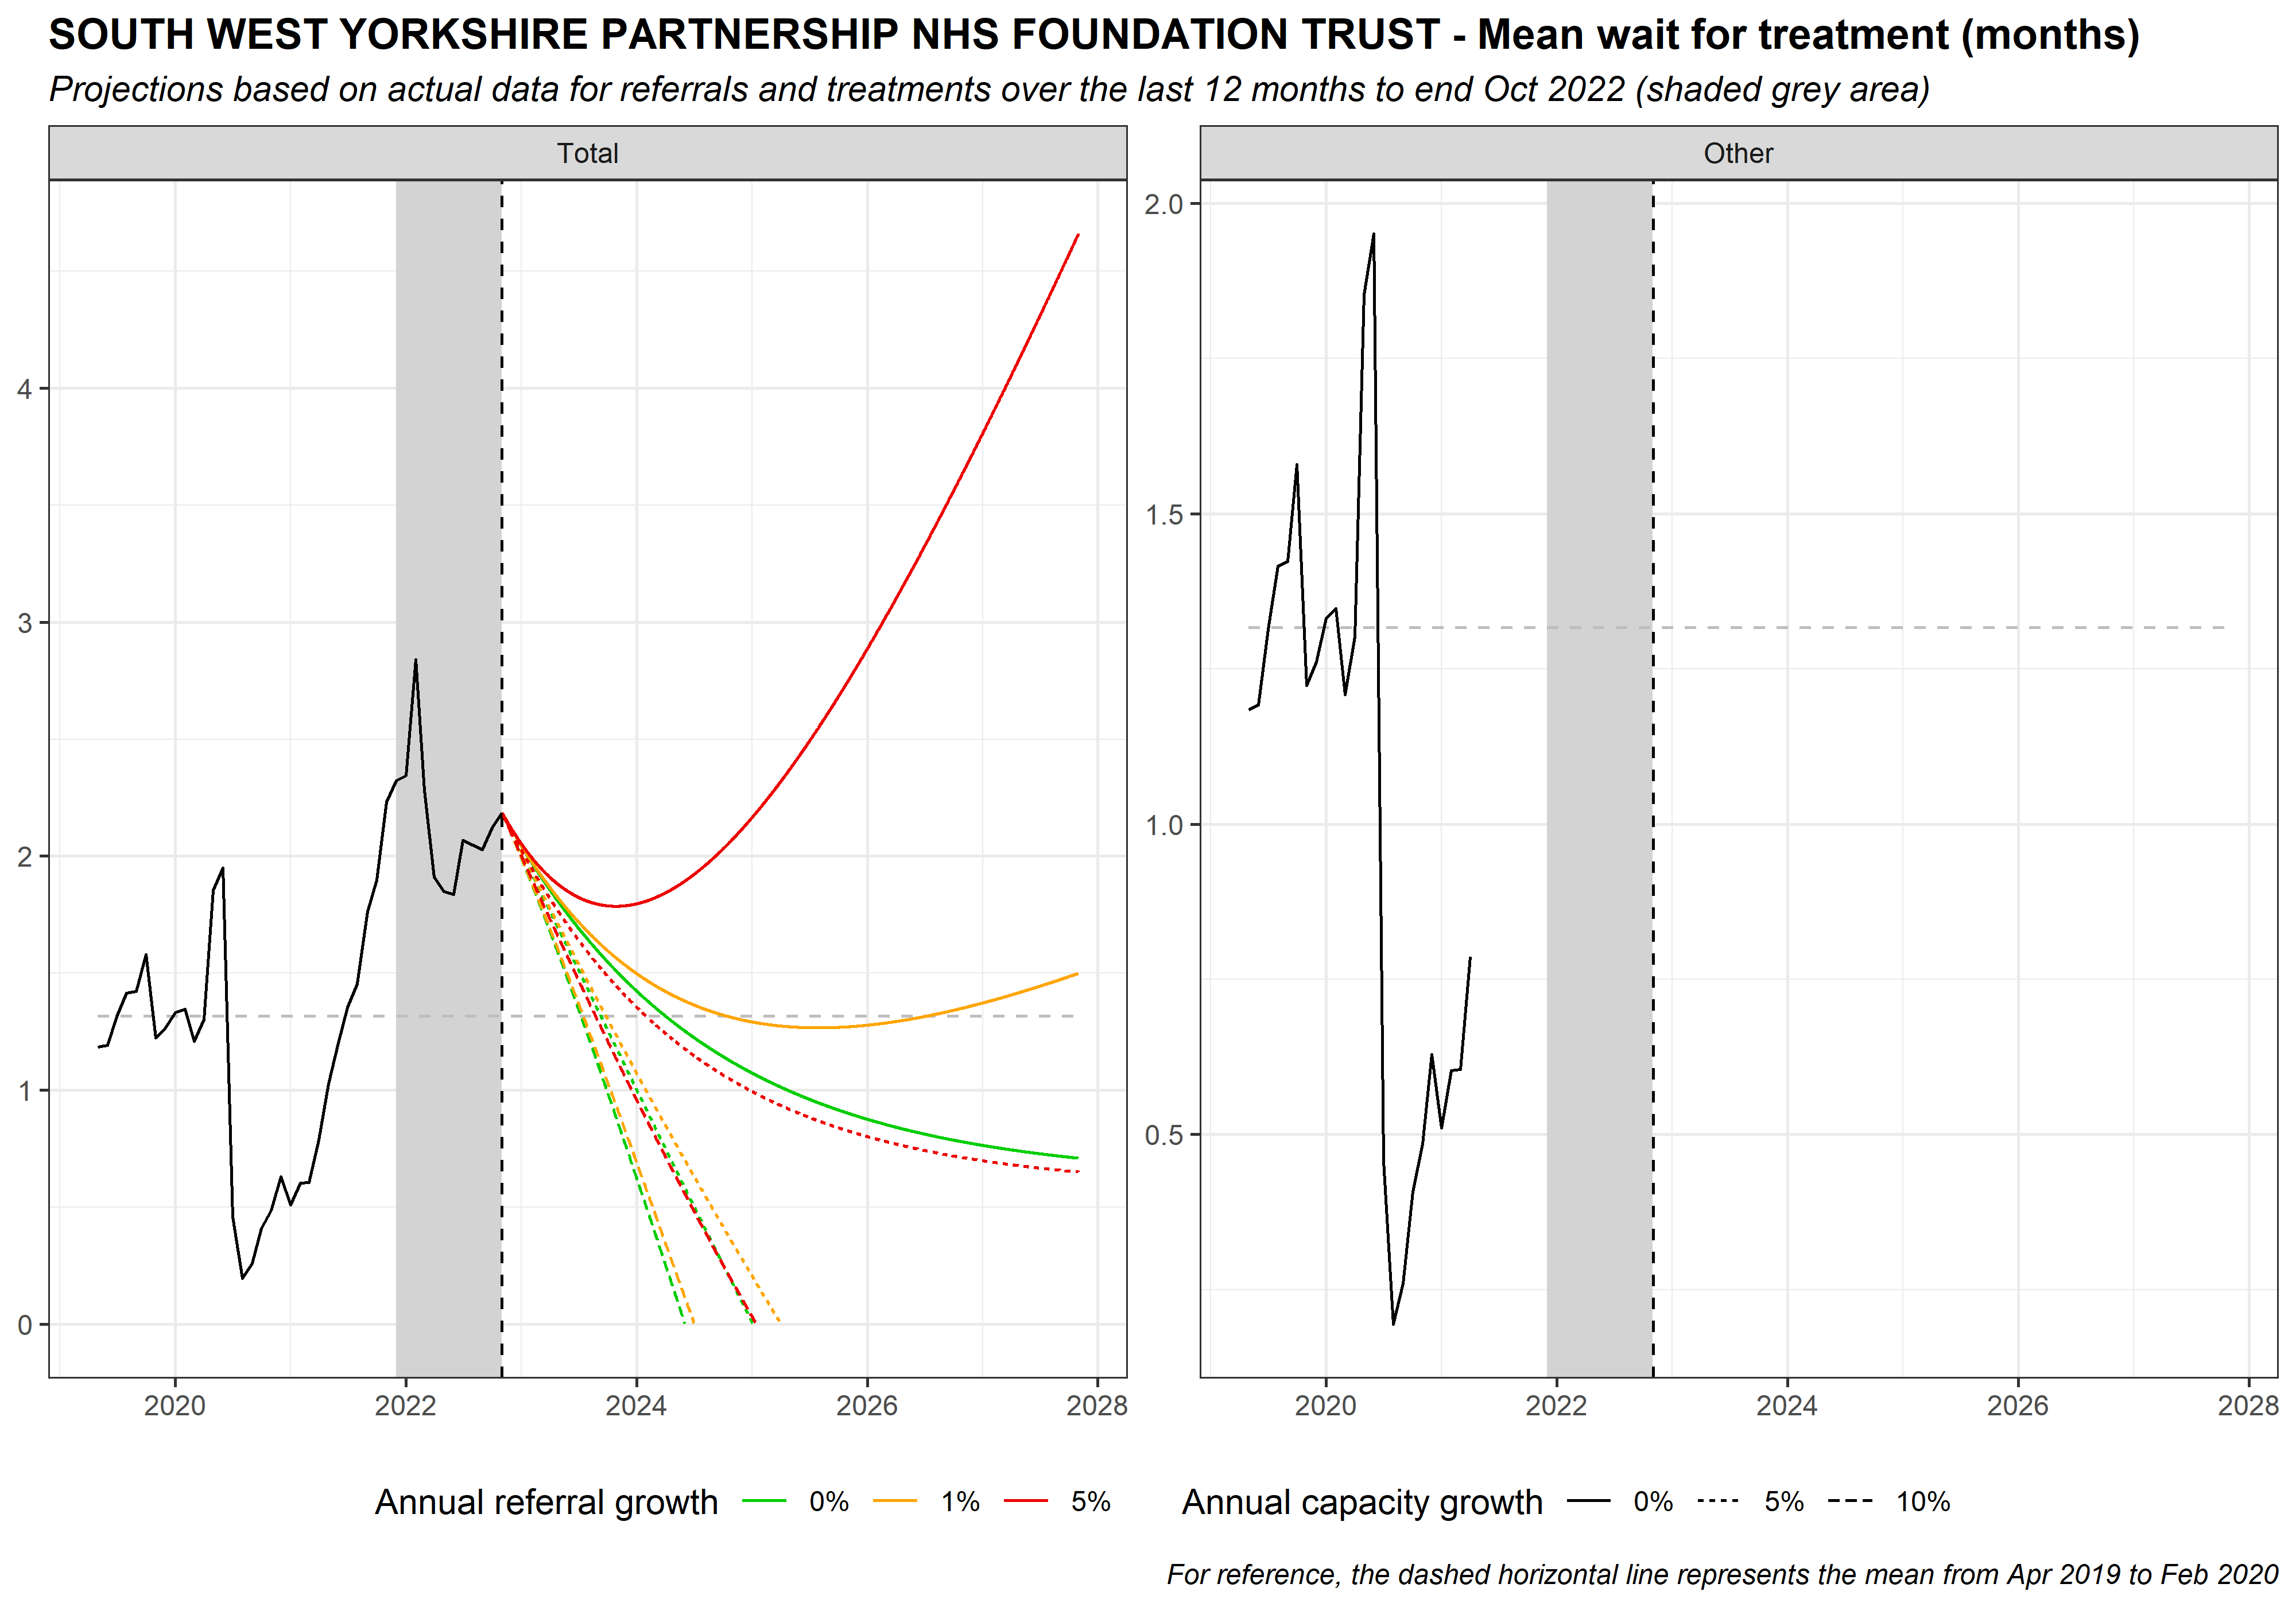 SOUTH WEST YORKSHIRE PARTNERSHIP NHS FOUNDATION TRUST - Mean wait for treatment (months)
Projections based on actual data for referrals and treatments over the last 12 months to end Oct 2022 (shaded grey area)
Total
Other
4
3
2
1
0
2.0
1.5
1.0
0.5
2020 2022 2024 2026 2028
2020 2022 2024 2026 2028
Annual referral growth 0% 1% 5%
Annual capacity growth 0% 5% 10%
For reference, the dashed horizontal line represents the mean from Apr 2019 to Feb 2020